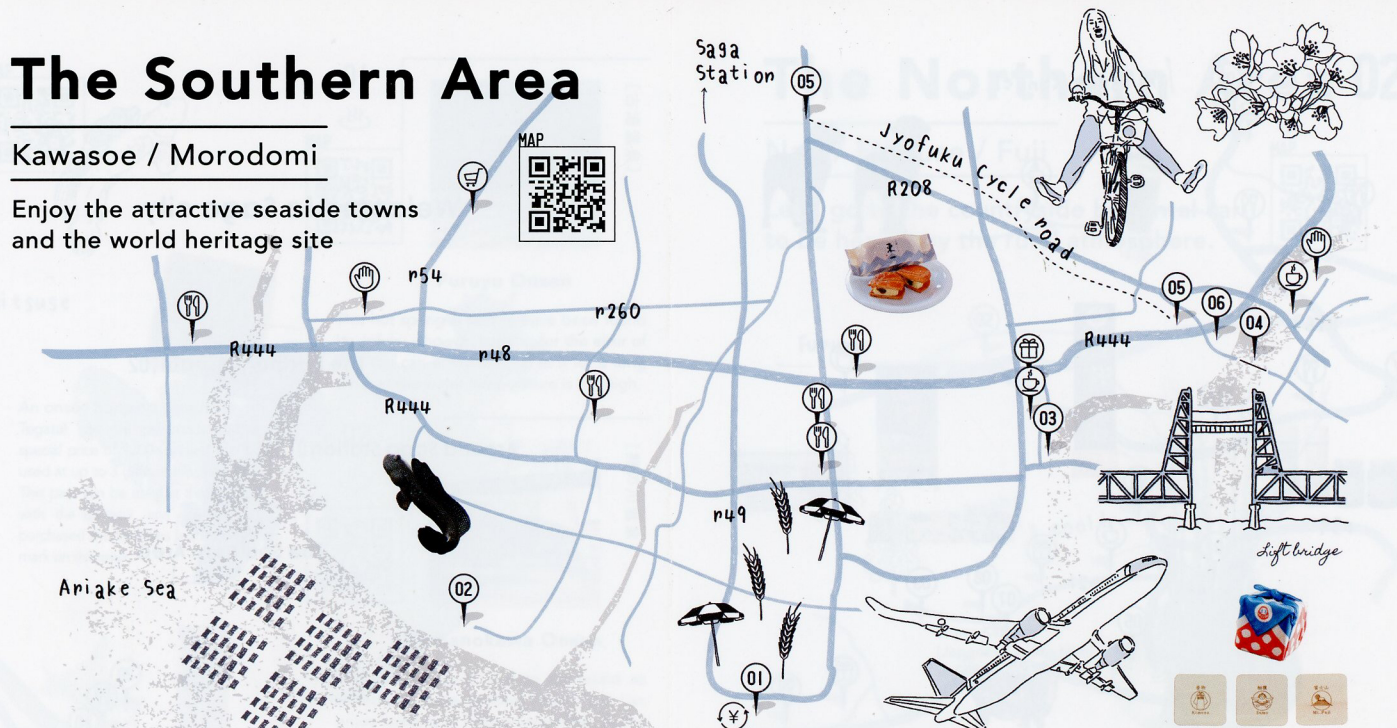 The Southern Area
Kawasoe / Morodomi
Enjoy the attractive seaside towns
and the world heritage site
MAP
Saga
Station
05
Jyofuku Cycle road
R208
r54
r260
R444
r48
R444
R444
05
06
04
03
r49
Ariake Sea
02
01
¥
Lift bridge